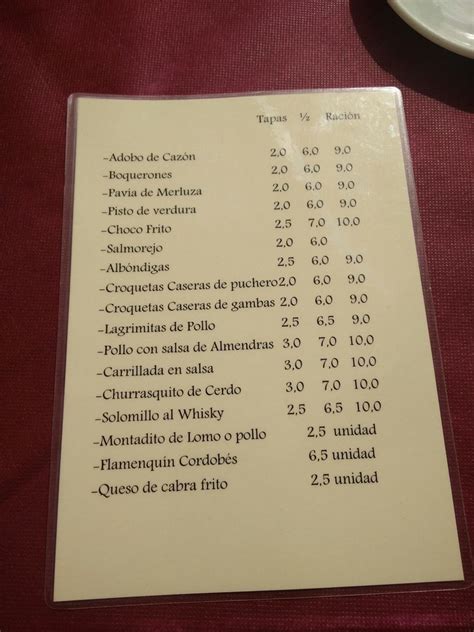 Tapas ½ Ración
-Adobo de Cazón 2,0 6,0 9,0
-Boquerones 2,0 6,0 9,0
-Pavía de Merluza 2,0 6,0 9,0
-Pisto de verdura 2,0 6,0 9,0
-Choco Frito 2,5 7,0 10,0
-Salmorejo 2,0 6,0
-Albóndigas 2,5 6,0 9,0
-Croquetas Caseras de puchero 2,0 6,0 9,0
-Croquetas Caseras de gambas 2,0 6,0 9,0
-Lagrimitas de Pollo 2,5 6,5 9,0
-Pollo con salsa de Almendras 3,0 7,0 10,0
-Carrillada en salsa 3,0 7,0 10,0
-Churrasquito de Cerdo 3,0 7,0 10,0
-Solomillo al Whisky 2,5 6,5 10,0
-Montadito de Lomo o pollo 2,5 unidad
-Flamenquín Cordobés 6,5 unidad
-Queso de cabra frito 2,5 unidad